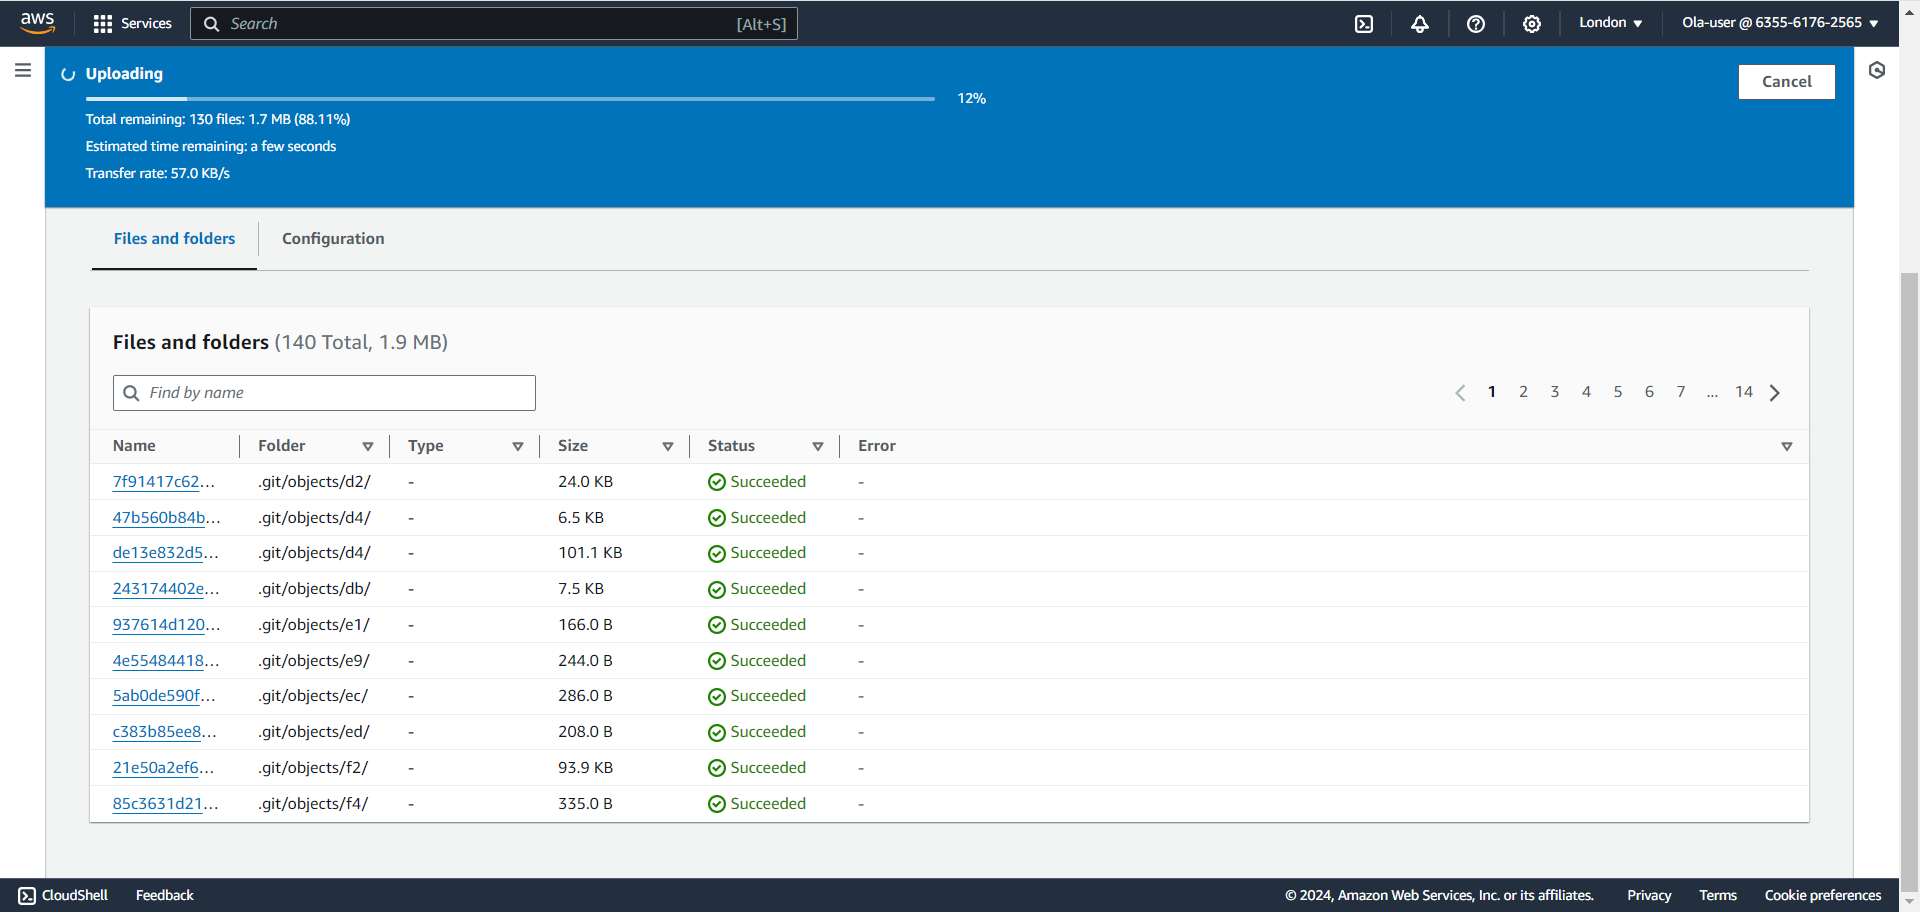 aws Services Search [Alt+S] London Ola-user @ 6355-6176-2565
Uploading
12%
Cancel
Total remaining: 130 files: 1.7 MB (88.11%)
Estimated time remaining: a few seconds
Transfer rate: 57.0 KB/s
Files and folders Configuration
Files and folders (140 Total, 1.9 MB)
Find by name
1 2 3 4 5 6 7 ... 14
Name Folder Type Size Status Error
7f91417c62... .git/objects/d2/ - 24.0 KB Succeeded -
47b560b84b... .git/objects/d4/ - 6.5 KB Succeeded -
de13e832d5... .git/objects/d4/ - 101.1 KB Succeeded -
243174402e... .git/objects/db/ - 7.5 KB Succeeded -
937614d120... .git/objects/e1/ - 166.0 B Succeeded -
4e55484418... .git/objects/e9/ - 244.0 B Succeeded -
5ab0de590f... .git/objects/ec/ - 286.0 B Succeeded -
c383b85ee8... .git/objects/ed/ - 208.0 B Succeeded -
21e50a2ef6... .git/objects/f2/ - 93.9 KB Succeeded -
85c3631d21... .git/objects/f4/ - 335.0 B Succeeded -
CloudShell Feedback © 2024, Amazon Web Services, Inc. or its affiliates. Privacy Terms Cookie preferences